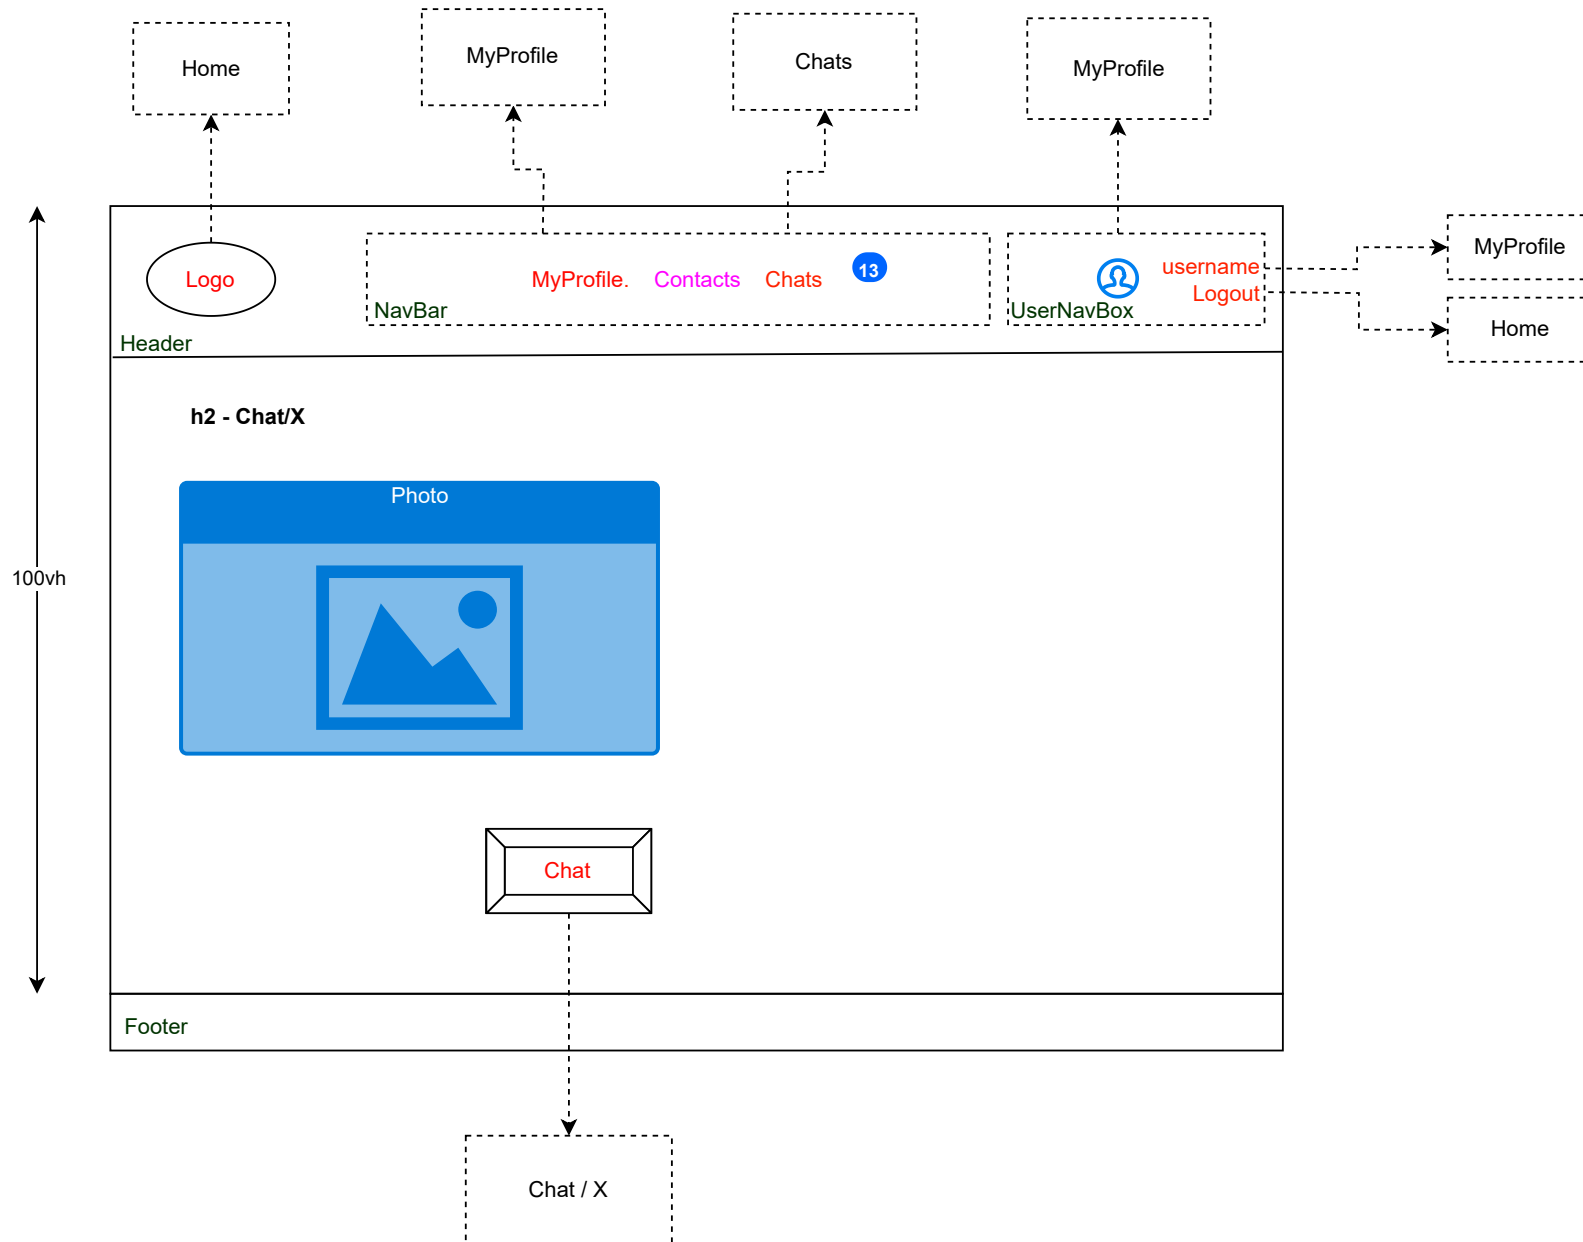 Home
MyProfile
Chats
MyProfile
Logo
MyProfile. Contacts Chats
13
NavBar
username
Logout
UserNavBox
MyProfile
Home
Header
h2 - Chat/X
Photo
100vh
Chat
Footer
Chat / X